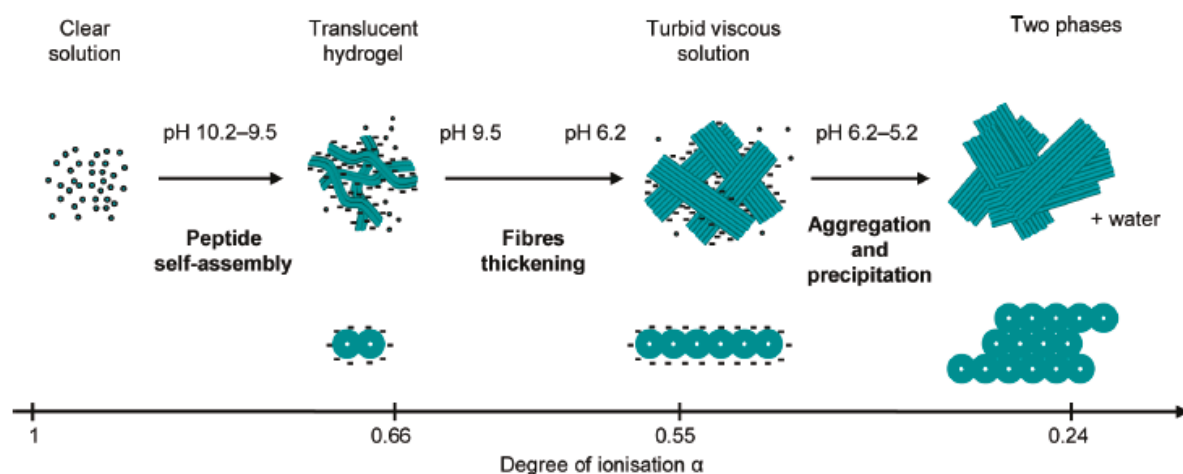 Clear
solution
Translucent
hydrogel
Turbid viscous
solution
Two phases
pH 10.2–9.5
pH 9.5
pH 6.2
pH 6.2–5.2
Peptide
self-assembly
Fibres
thickening
Aggregation
and
precipitation
+ water
1
0.66
0.55
0.24
Degree of ionisation α